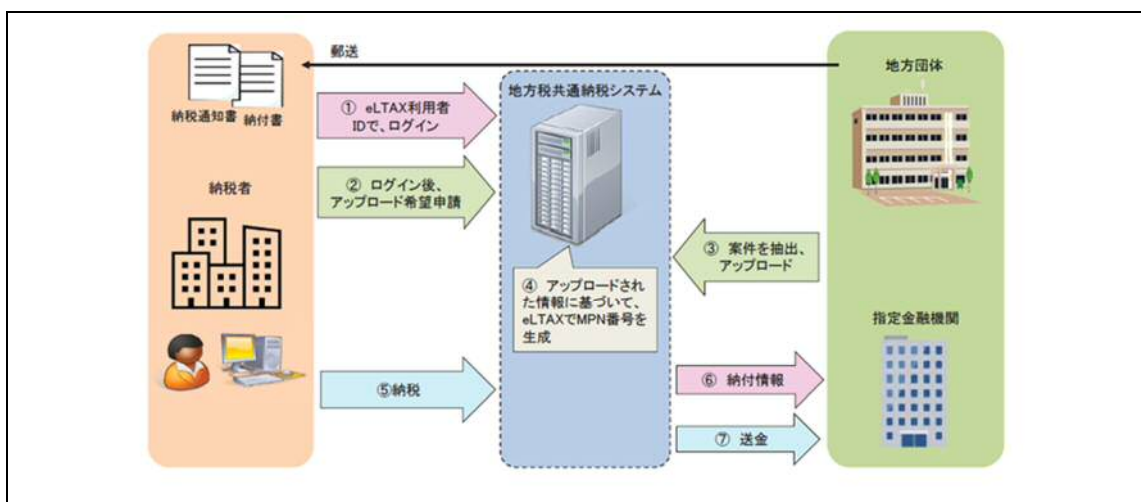 郵送
納税通知書 納付書
地方税共通納税システム
地方団体
① eLTAX利用者
IDで、ログイン
納税者
② ログイン後、
アップロード希望申請
③ 案件を抽出、
アップロード
④ アップロードされ
た情報に基づいて、
eLTAXでMPN番号を
生成
指定金融機関
⑤納税
⑥ 納付情報
⑦ 送金